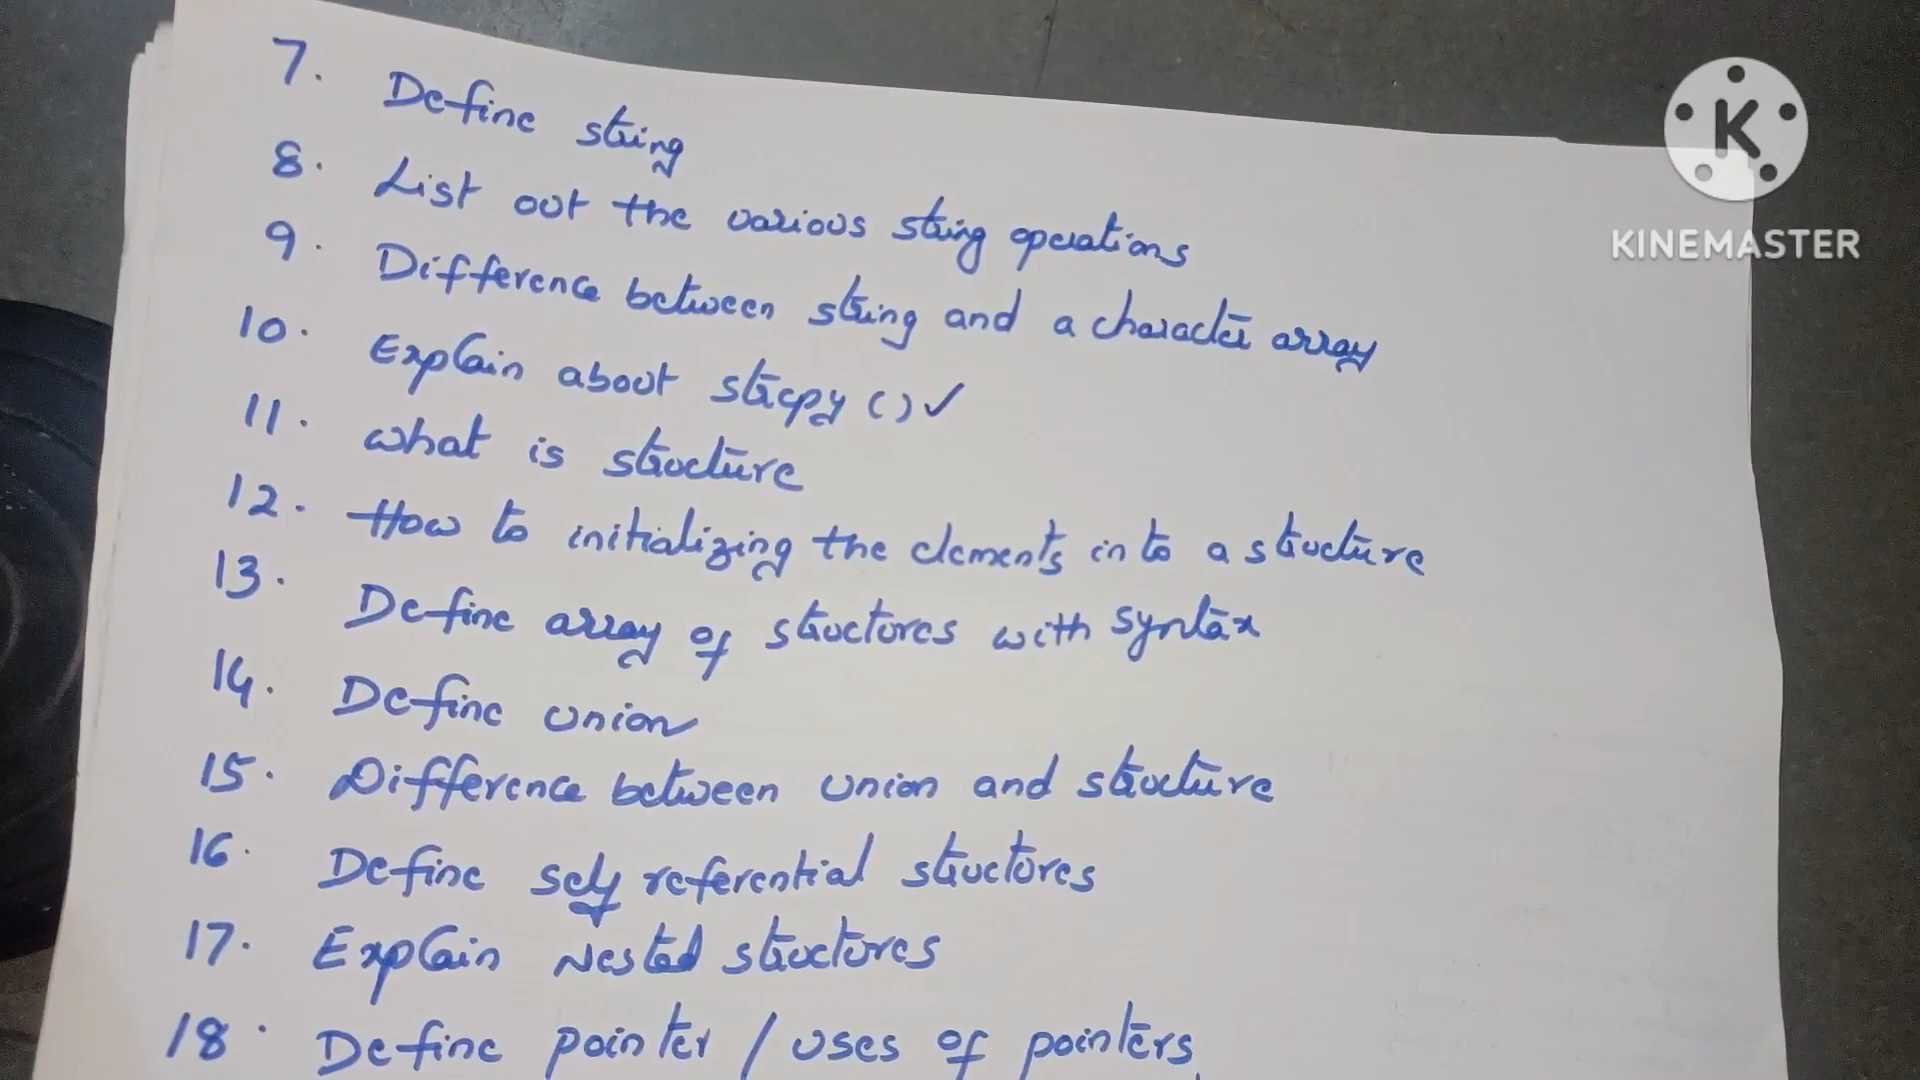 7. Define string
8. List out the various string operations
9. Difference between string and a character array
10. Explain about strcpy () ✓
11. What is structure
12. How to initializing the elements in to a structure
13. Define array of structures with syntax
14. Define union
15. Difference between union and structure
16. Define self referential structures
17. Explain Nested structures
18. Define pointer / uses of pointers.
K
KINEMASTER